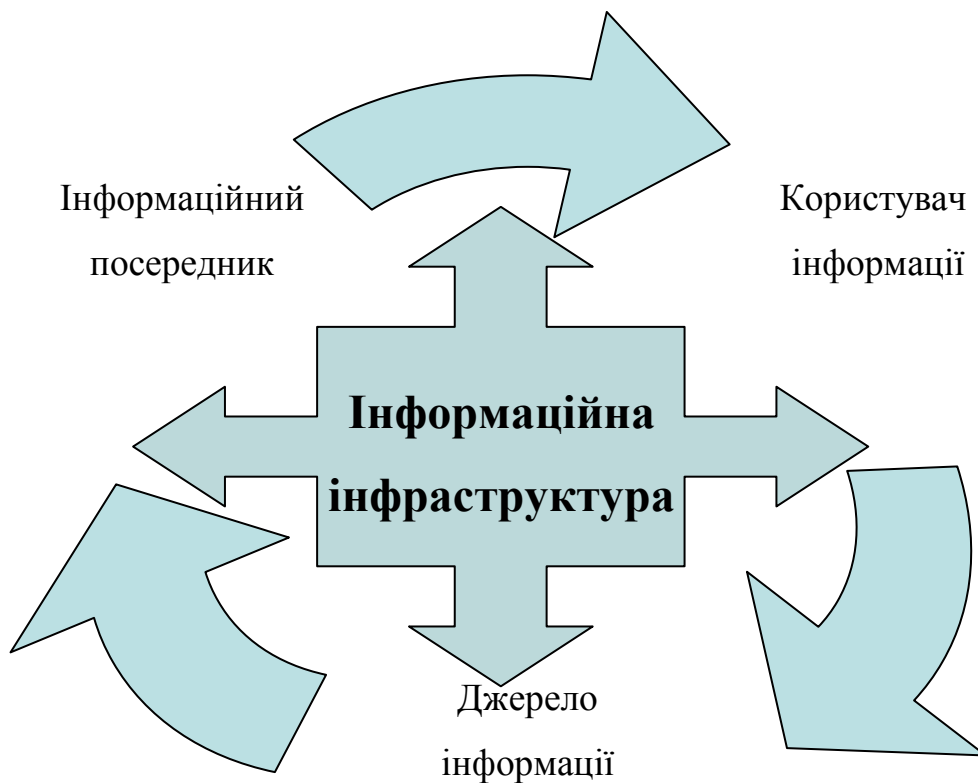 Інформаційний
посередник
Користувач
інформації
Інформаційна
інфраструктура
Джерело
інформації